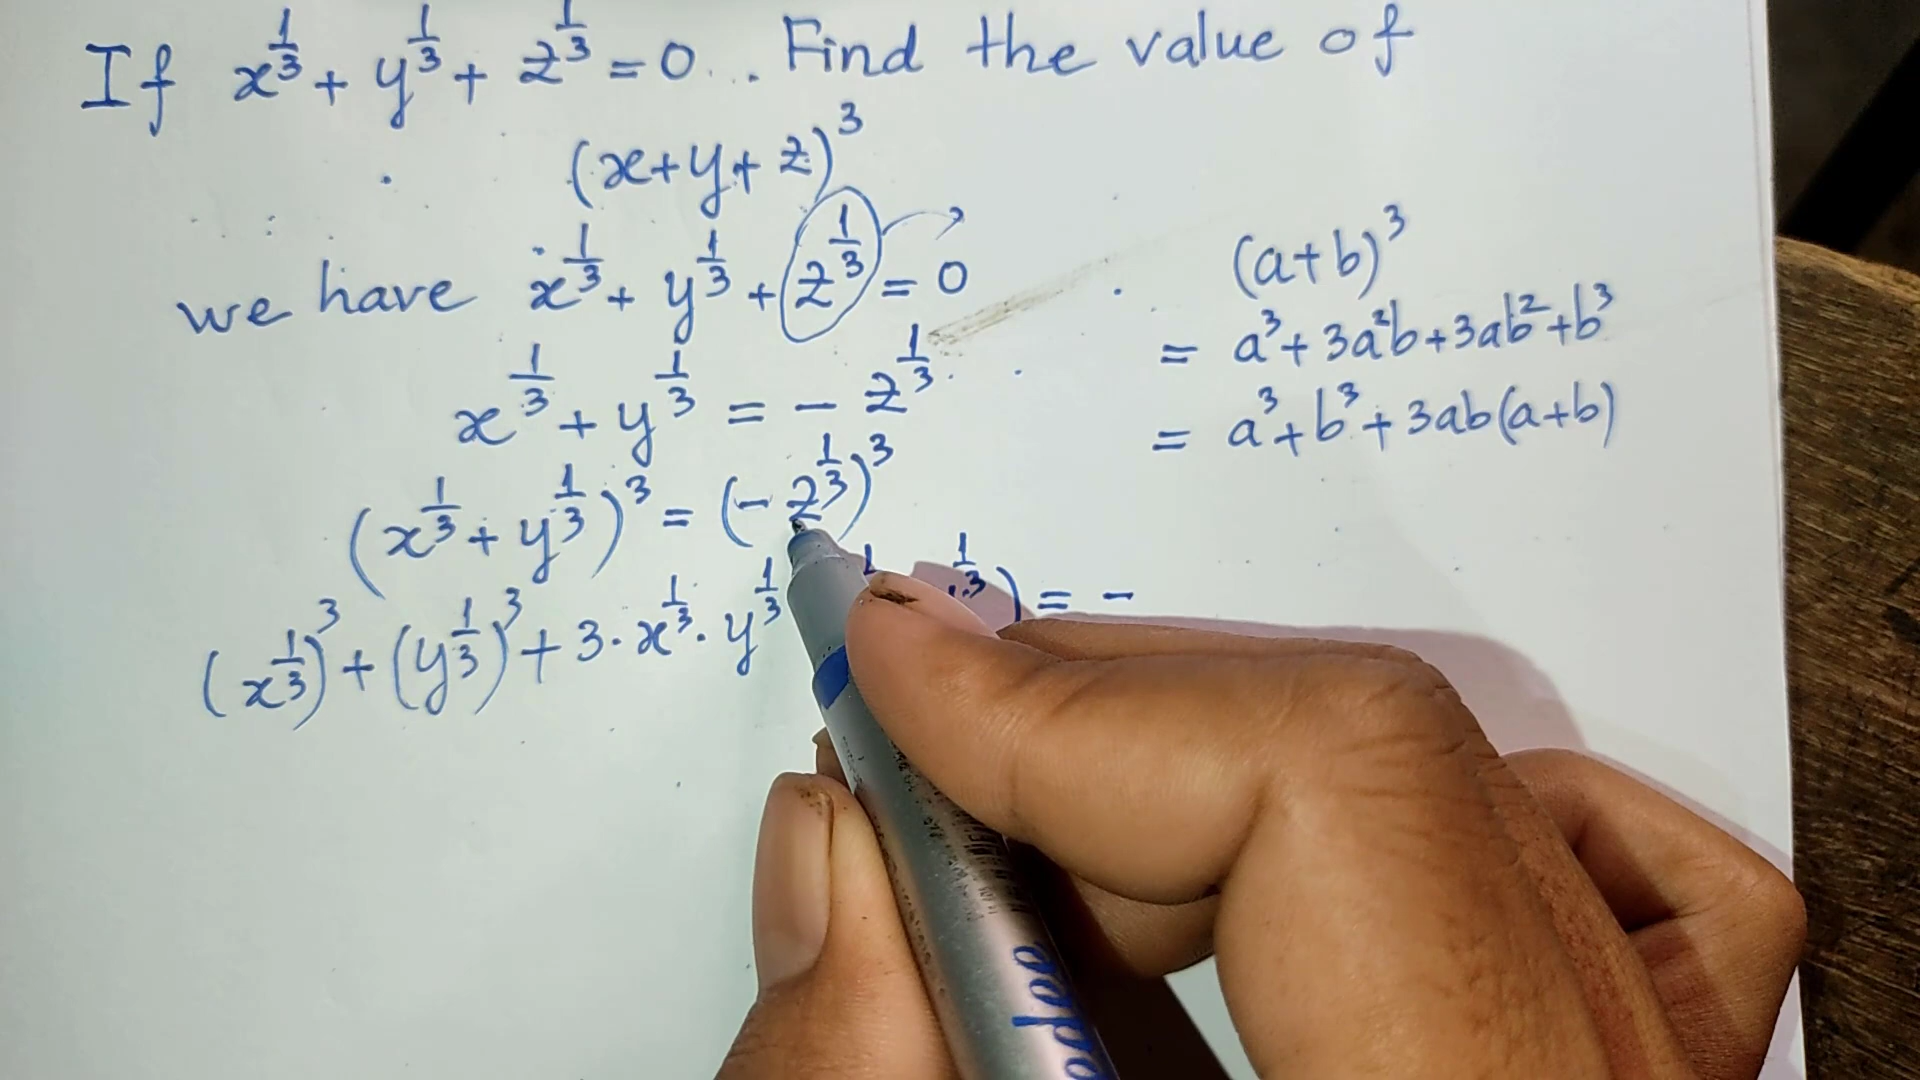 If x^(1/3) + y^(1/3) + z^(1/3) = 0... Find the value of
(x+y+z)^3
we have x^(1/3) + y^(1/3) + z^(1/3) = 0
x^(1/3) + y^(1/3) = - z^(1/3)
(x^(1/3) + y^(1/3))^3 = (- z^(1/3))^3
(x^(1/3))^3 + (y^(1/3))^3 + 3 · x^(1/3) · y^(1/3) ) = -
(a+b)^3
= a^3 + 3a^2b + 3ab^2 + b^3
= a^3 + b^3 + 3ab(a+b)